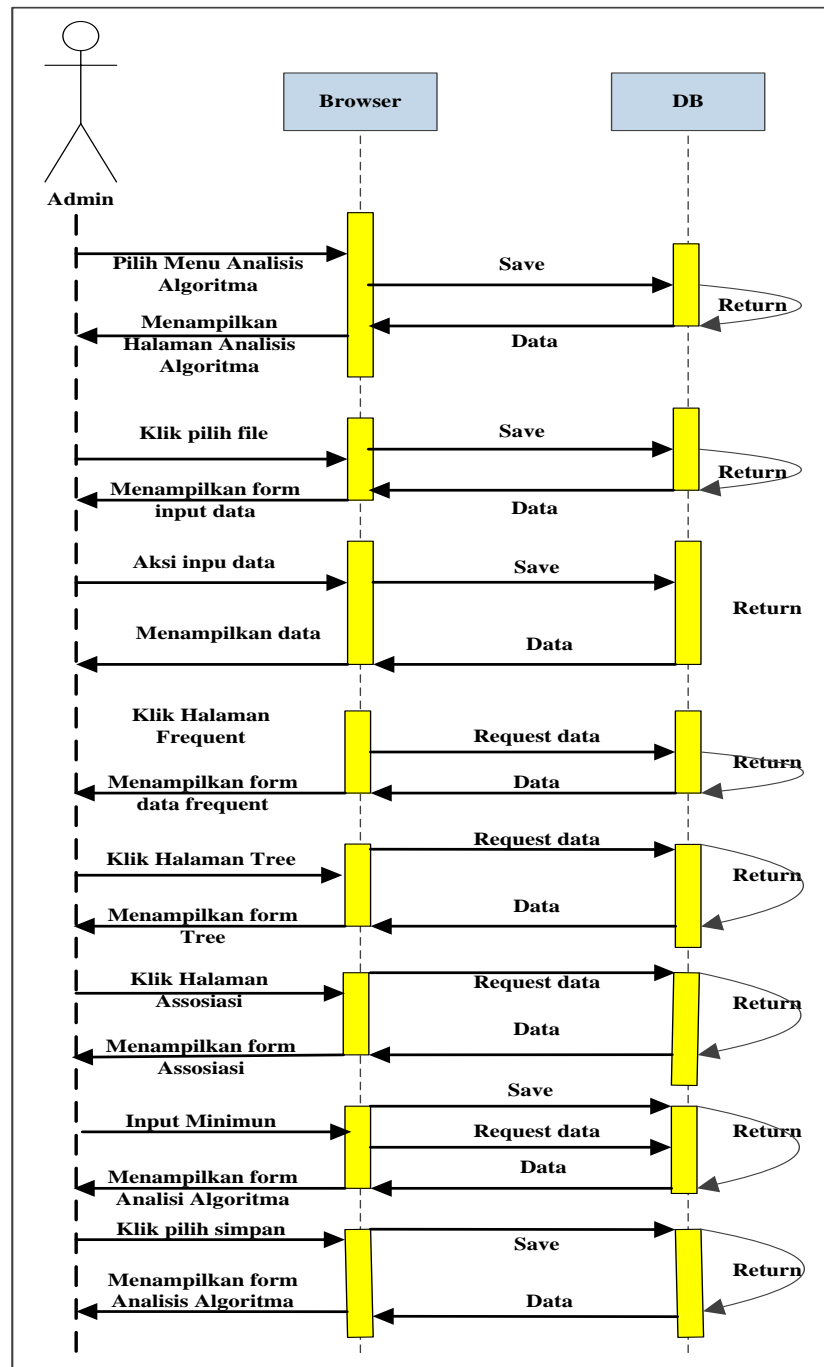 Browser
DB
Admin
Pilih Menu Analisis
Algoritma
Save
Return
Menampilkan
Halaman Analisis
Algoritma
Data
Klik pilih file
Save
Return
Menampilkan form
input data
Data
Aksi inpu data
Save
Return
Menampilkan data
Data
Klik Halaman
Frequent
Request data
Return
Menampilkan form
data frequent
Data
Klik Halaman Tree
Request data
Return
Menampilkan form
Tree
Data
Klik Halaman
Assosiasi
Request data
Return
Menampilkan form
Assosiasi
Data
Save
Input Minimun
Request data
Return
Menampilkan form
Analisi Algoritma
Data
Klik pilih simpan
Save
Return
Menampilkan form
Analisis Algoritma
Data